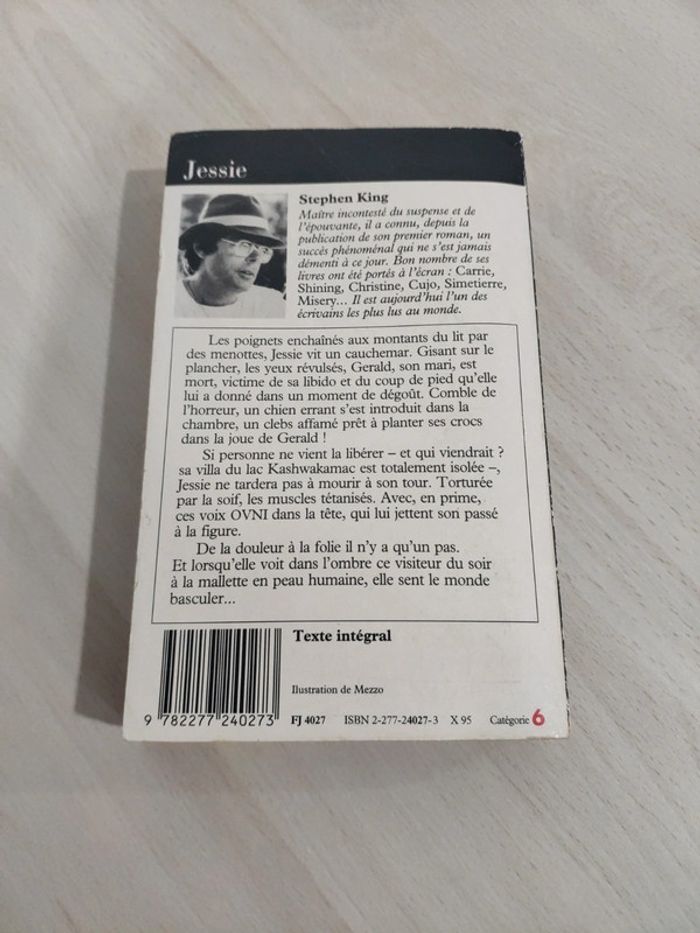 Jessie
Stephen King
Maître incontesté du suspense et de
l'épouvante, il a connu, depuis la
publication de son premier roman, un
succès phénoménal qui ne s'est jamais
démenti à ce jour. Bon nombre de ses
livres ont été portés à l'écran : Carrie,
Shining, Christine, Cujo, Simetierre,
Misery... Il est aujourd'hui l'un des
écrivains les plus lus au monde.
Les poignets enchaînés aux montants du lit par
des menottes, Jessie vit un cauchemar. Gisant sur le
plancher, les yeux révulsés, Gerald, son mari, est
mort, victime de sa libido et du coup de pied qu'elle
lui a donné dans un moment de dégoût. Comble de
l'horreur, un chien errant s'est introduit dans la
chambre, un clebs affamé prêt à planter ses crocs
dans la joue de Gerald !
Si personne ne vient la libérer – et qui viendrait ?
sa villa du lac Kashwakamac est totalement isolée –,
Jessie ne tardera pas à mourir à son tour. Torturée
par la soif, les muscles tétanisés. Avec, en prime,
ces voix OVNI dans la tête, qui lui jettent son passé
à la figure.
De la douleur à la folie il n'y a qu'un pas.
Et lorsqu'elle voit dans l'ombre ce visiteur du soir
à la mallette en peau humaine, elle sent le monde
basculer...
Texte intégral
Ilustration de Mezzo
9 782277 240273 FJ 4027 ISBN 2-277-24027-3 X 95 Catégorie 6